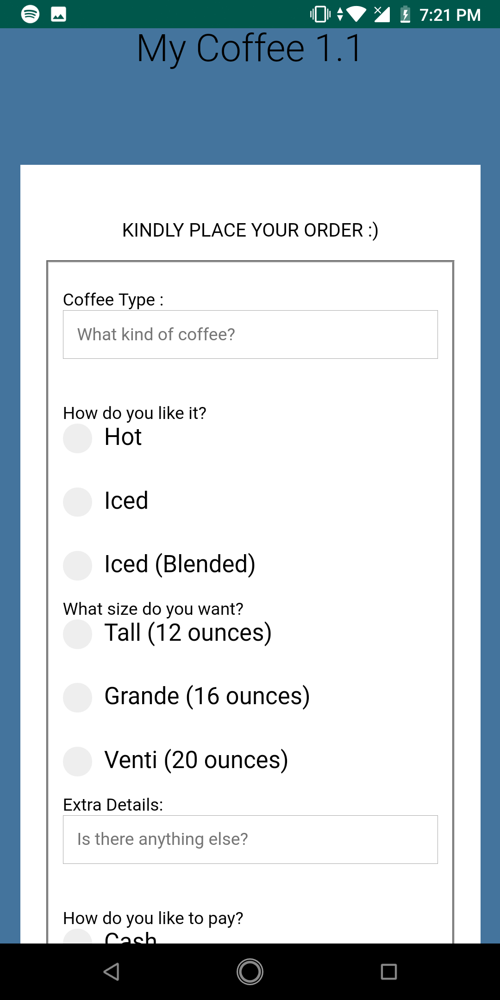 7:21 PM
My Coffee 1.1
KINDLY PLACE YOUR ORDER :)
Coffee Type :
What kind of coffee?
How do you like it?
Hot
Iced
Iced (Blended)
What size do you want?
Tall (12 ounces)
Grande (16 ounces)
Venti (20 ounces)
Extra Details:
Is there anything else?
How do you like to pay?
Cash